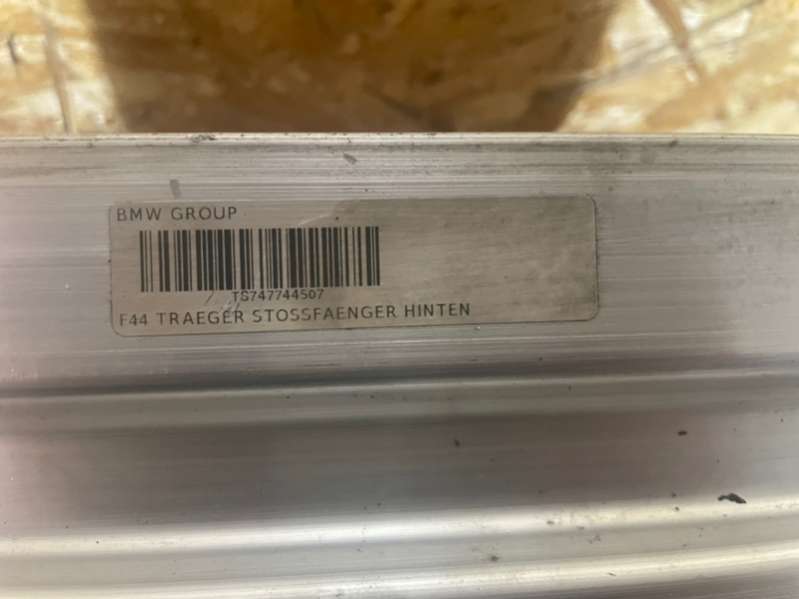 BMW GROUP
TS747744507
F44 TRAEGER STOSSFAENGER HINTEN